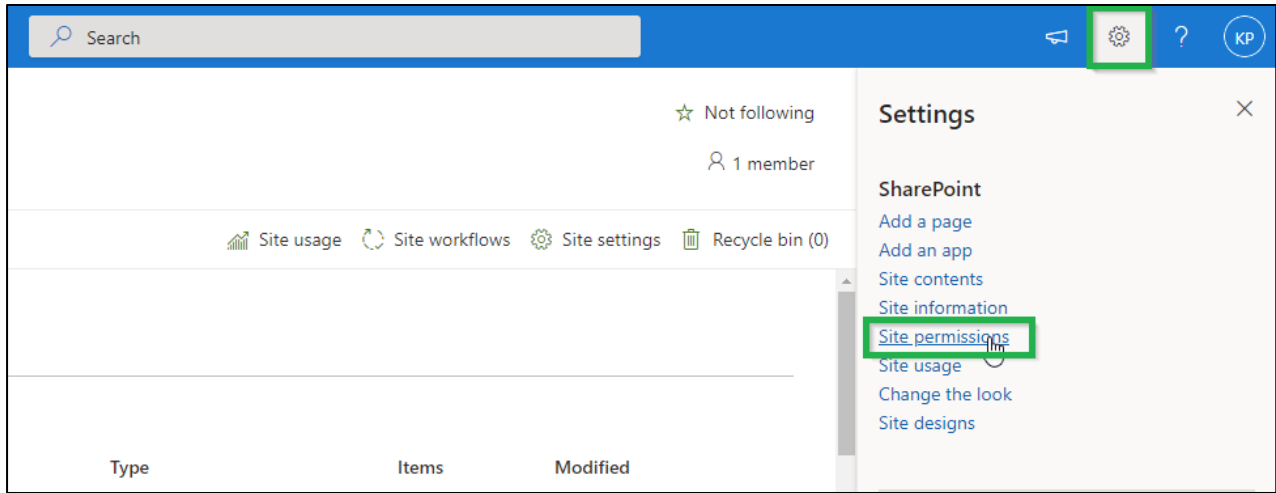 Search
KP
Not following
1 member
Site usage Site workflows Site settings Recycle bin (0)
Type Items Modified
Settings
SharePoint
Add a page
Add an app
Site contents
Site information
Site permissions
Site usage
Change the look
Site designs